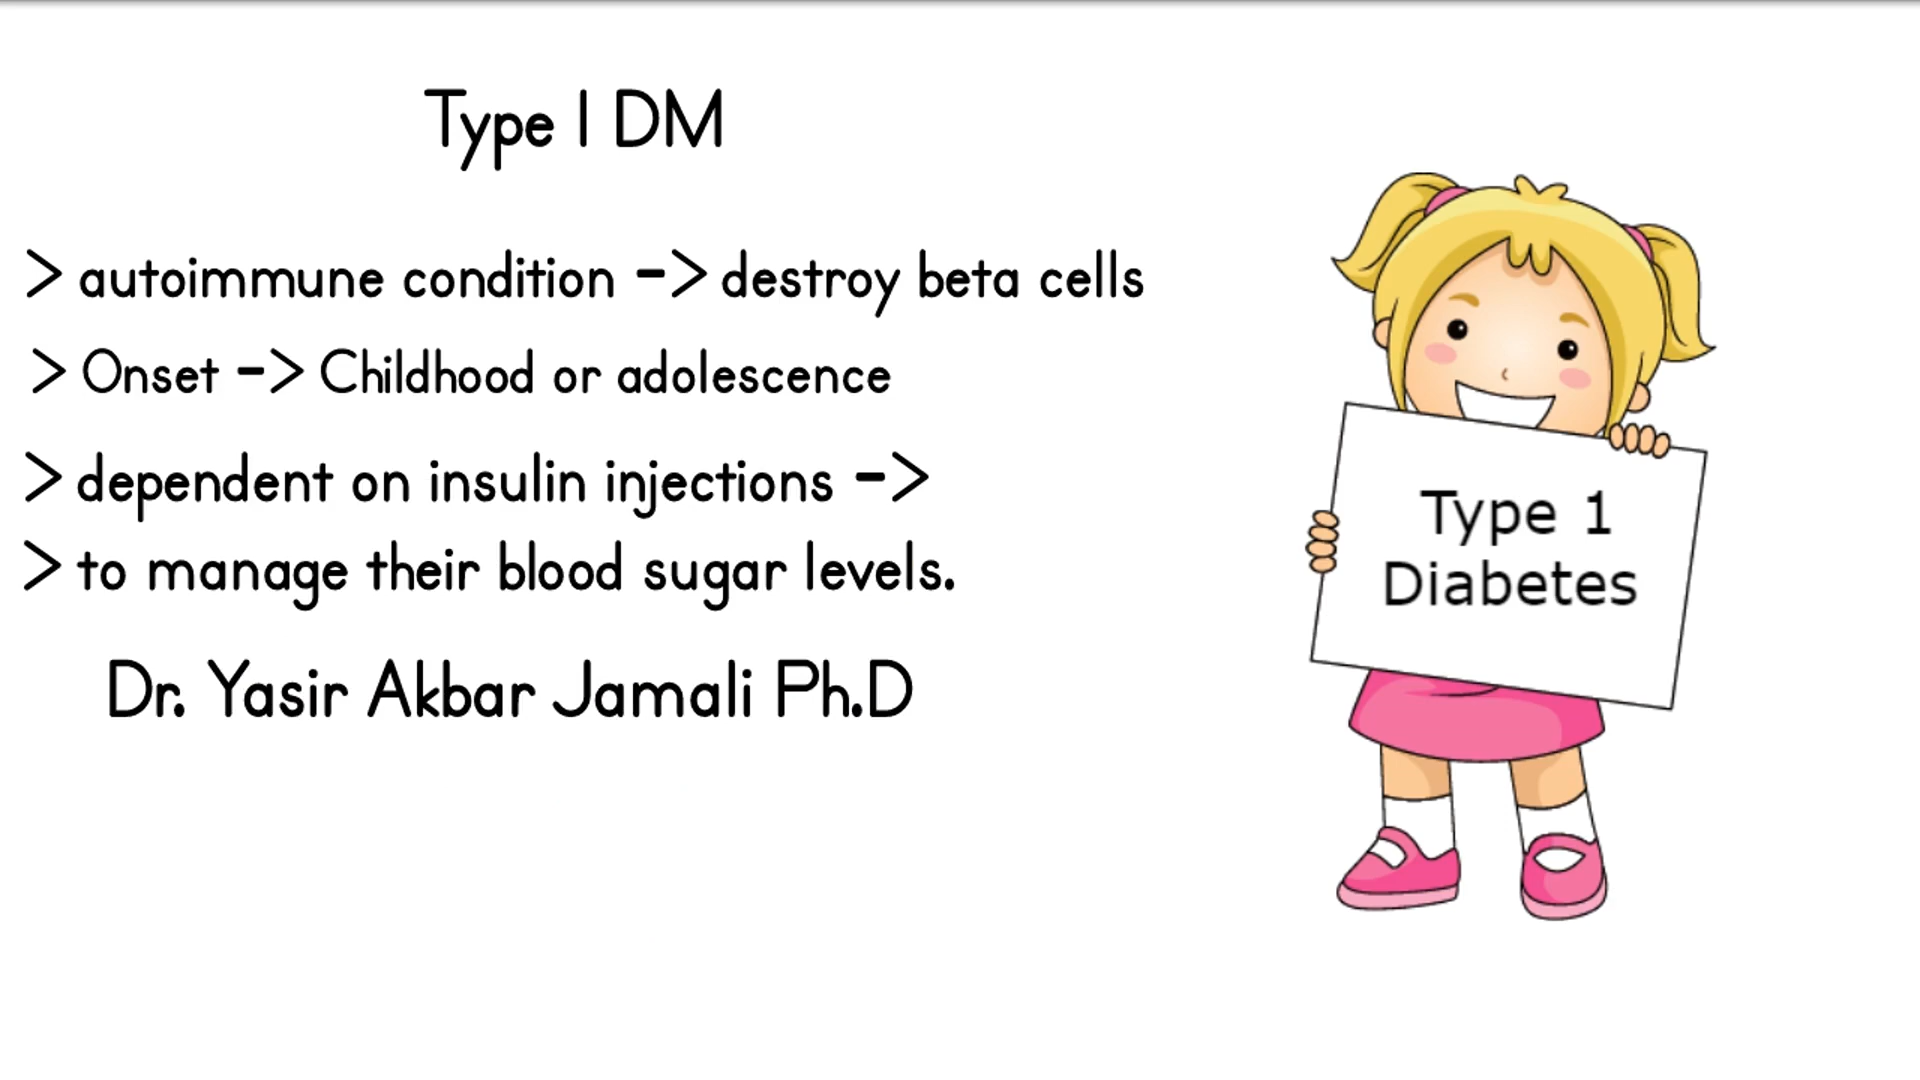 Type 1 DM
> autoimmune condition -> destroy beta cells
> Onset -> Childhood or adolescence
> dependent on insulin injections ->
> to manage their blood sugar levels.
Dr. Yasir Akbar Jamali Ph.D
Type 1
Diabetes